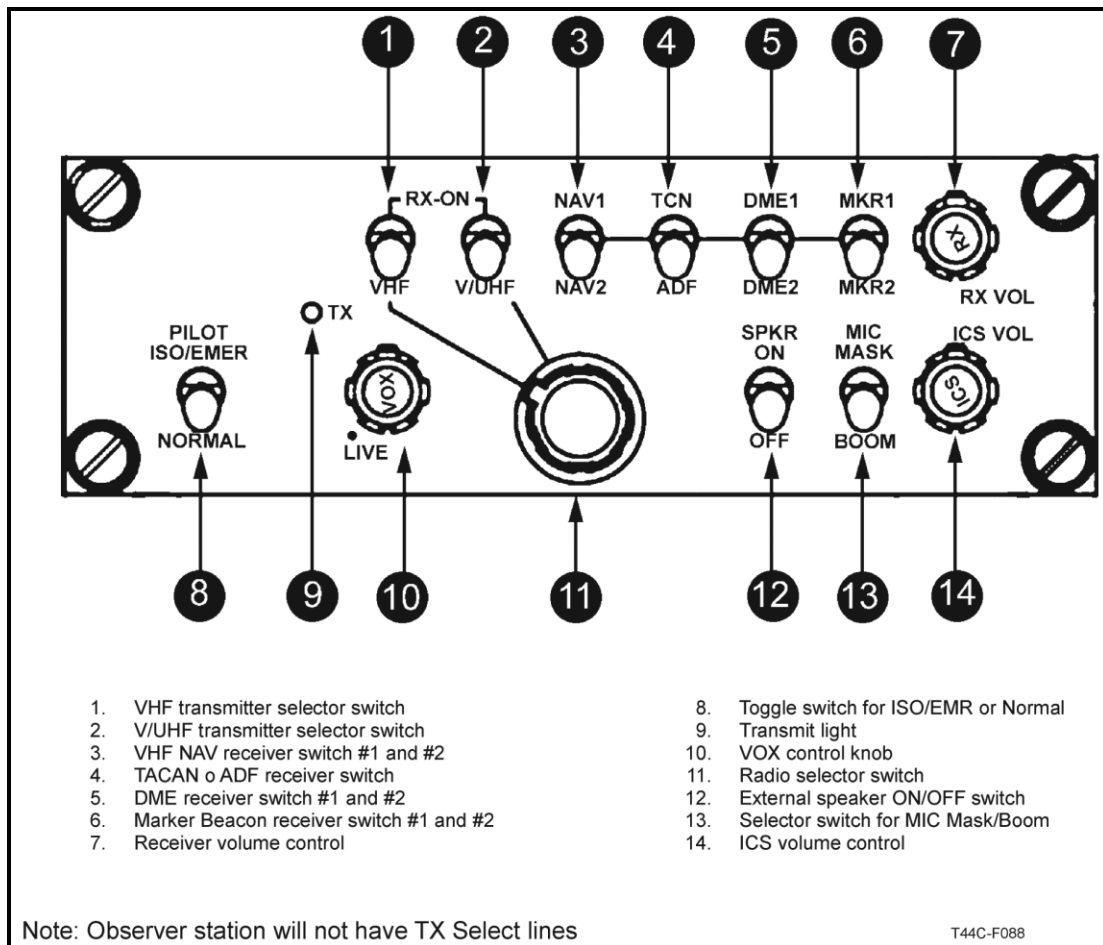 1 2 3 4 5 6 7
RX-ON NAV1 TCN DME1 MKR1
RX
VHF V/UHF NAV2 ADF DME2 MKR2
RX VOL
TX
PILOT ISO/EMER
SPKR ON
MIC MASK
ICS VOL
VOX
ICS
NORMAL
LIVE
OFF
BOOM
8 9 10 11 12 13 14
1. VHF transmitter selector switch
2. V/UHF transmitter selector switch
3. VHF NAV receiver switch #1 and #2
4. TACAN o ADF receiver switch
5. DME receiver switch #1 and #2
6. Marker Beacon receiver switch #1 and #2
7. Receiver volume control
8. Toggle switch for ISO/EMR or Normal
9. Transmit light
10. VOX control knob
11. Radio selector switch
12. External speaker ON/OFF switch
13. Selector switch for MIC Mask/Boom
14. ICS volume control
Note: Observer station will not have TX Select lines
T44C-F088